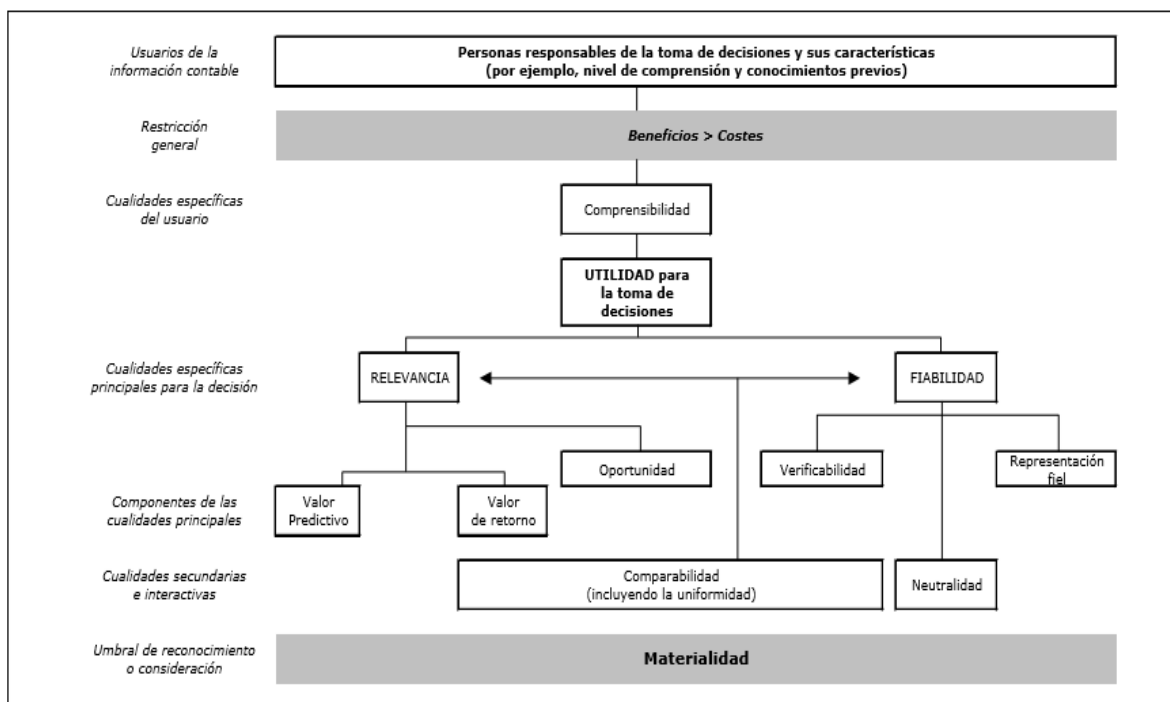 Usuarios de la
información contable
Personas responsables de la toma de decisiones y sus características
(por ejemplo, nivel de comprensión y conocimientos previos)
Restricción
general
Beneficios > Costes
Cualidades específicas
del usuario
Comprensibilidad
UTILIDAD para
la toma de
decisiones
Cualidades específicas
principales para la decisión
RELEVANCIA
FIABILIDAD
Oportunidad
Verificabilidad
Representación
fiel
Componentes de las
cualidades principales
Valor
Predictivo
Valor
de retorno
Cualidades secundarias
e interactivas
Comparabilidad
(incluyendo la uniformidad)
Neutralidad
Umbral de reconocimiento
o consideración
Materialidad